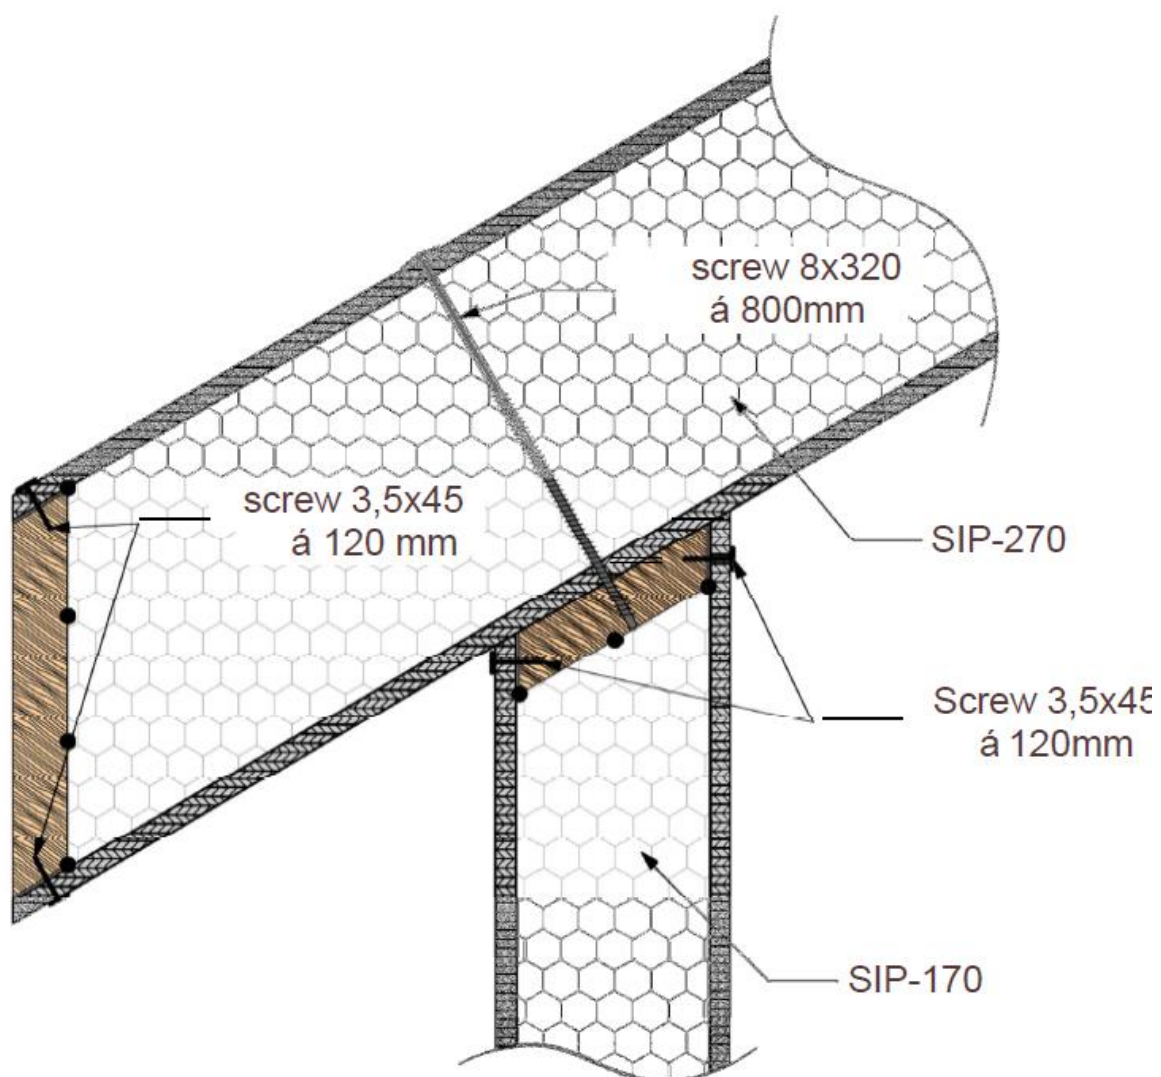 screw 8x320
á 800mm
screw 3,5x45
á 120 mm
SIP-270
Screw 3,5x45
á 120mm
SIP-170